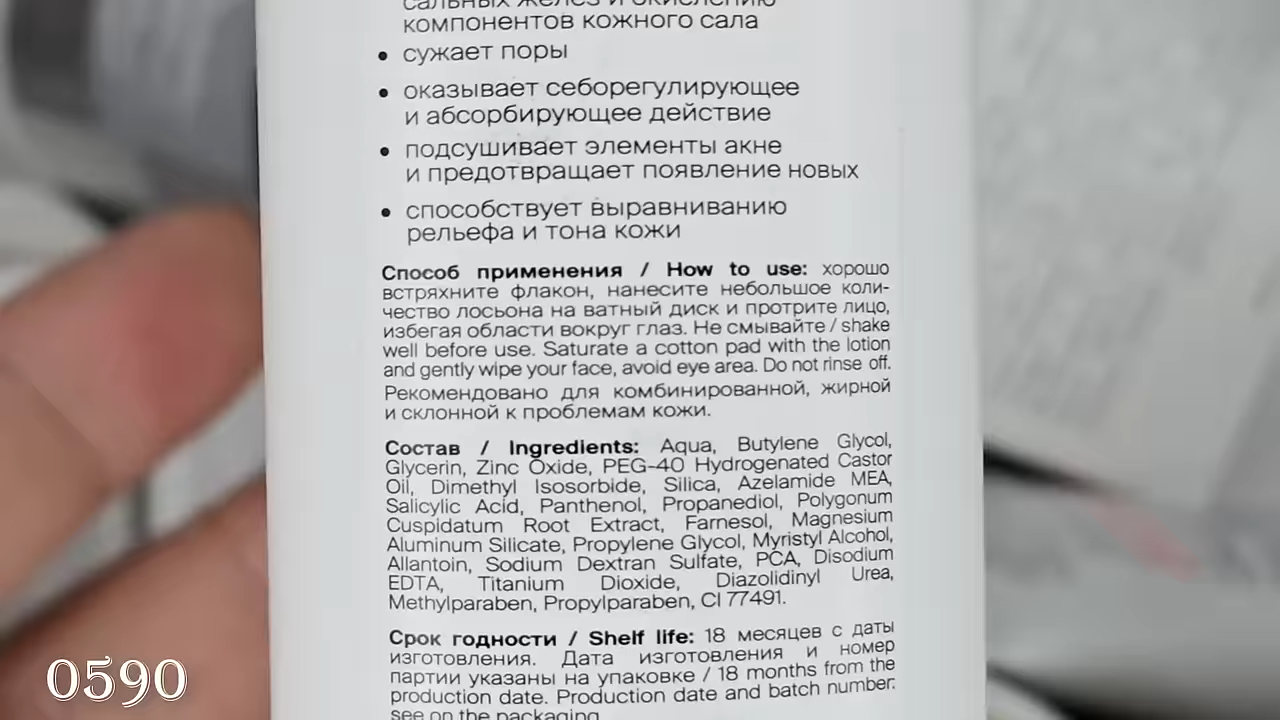 сальных желез и окислению
компонентов кожного сала
• сужает поры
• оказывает себорегулирующее
и абсорбирующее действие
• подсушивает элементы акне
и предотвращает появление новых
• способствует выравниванию
рельефа и тона кожи
Способ применения / How to use: хорошо
встряхните флакон, нанесите небольшое коли-
чество лосьона на ватный диск и протрите лицо,
избегая области вокруг глаз. Не смывайте / shake
well before use. Saturate a cotton pad with the lotion
and gently wipe your face, avoid eye area. Do not rinse off.
Рекомендовано для комбинированной, жирной
и склонной к проблемам кожи.
Состав / Ingredients: Aqua, Butylene Glycol,
Glycerin, Zinc Oxide, PEG-40 Hydrogenated Castor
Oil, Dimethyl Isosorbide, Silica, Azelamide MEA,
Salicylic Acid, Panthenol, Propanediol, Polygonum
Cuspidatum Root Extract, Farnesol, Magnesium
Aluminum Silicate, Propylene Glycol, Myristyl Alcohol,
Allantoin, Sodium Dextran Sulfate, PCA, Disodium
EDTA, Titanium Dioxide, Diazolidinyl Urea,
Methylparaben, Propylparaben, CI 77491.
Срок годности / Shelf life: 18 месяцев с даты
изготовления. Дата изготовления и номер
партии указаны на упаковке / 18 months from the
production date. Production date and batch number:
see on the packaging
0590